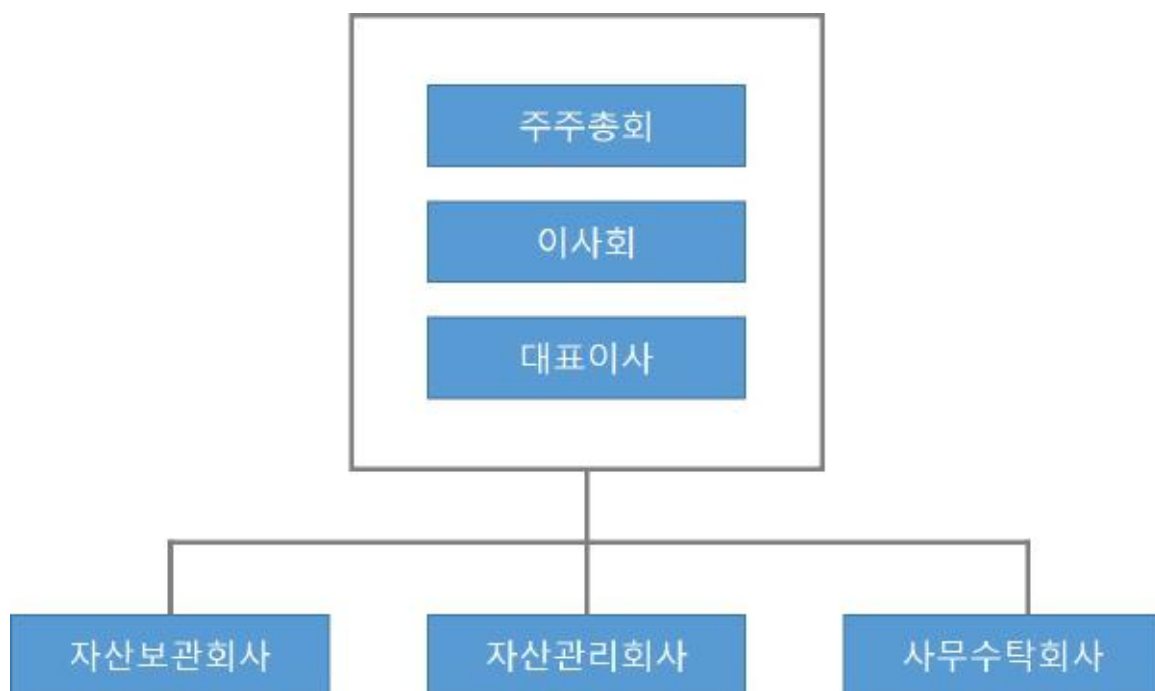 주주총회
이사회
대표이사
자산보관회사
자산관리회사
사무수탁회사